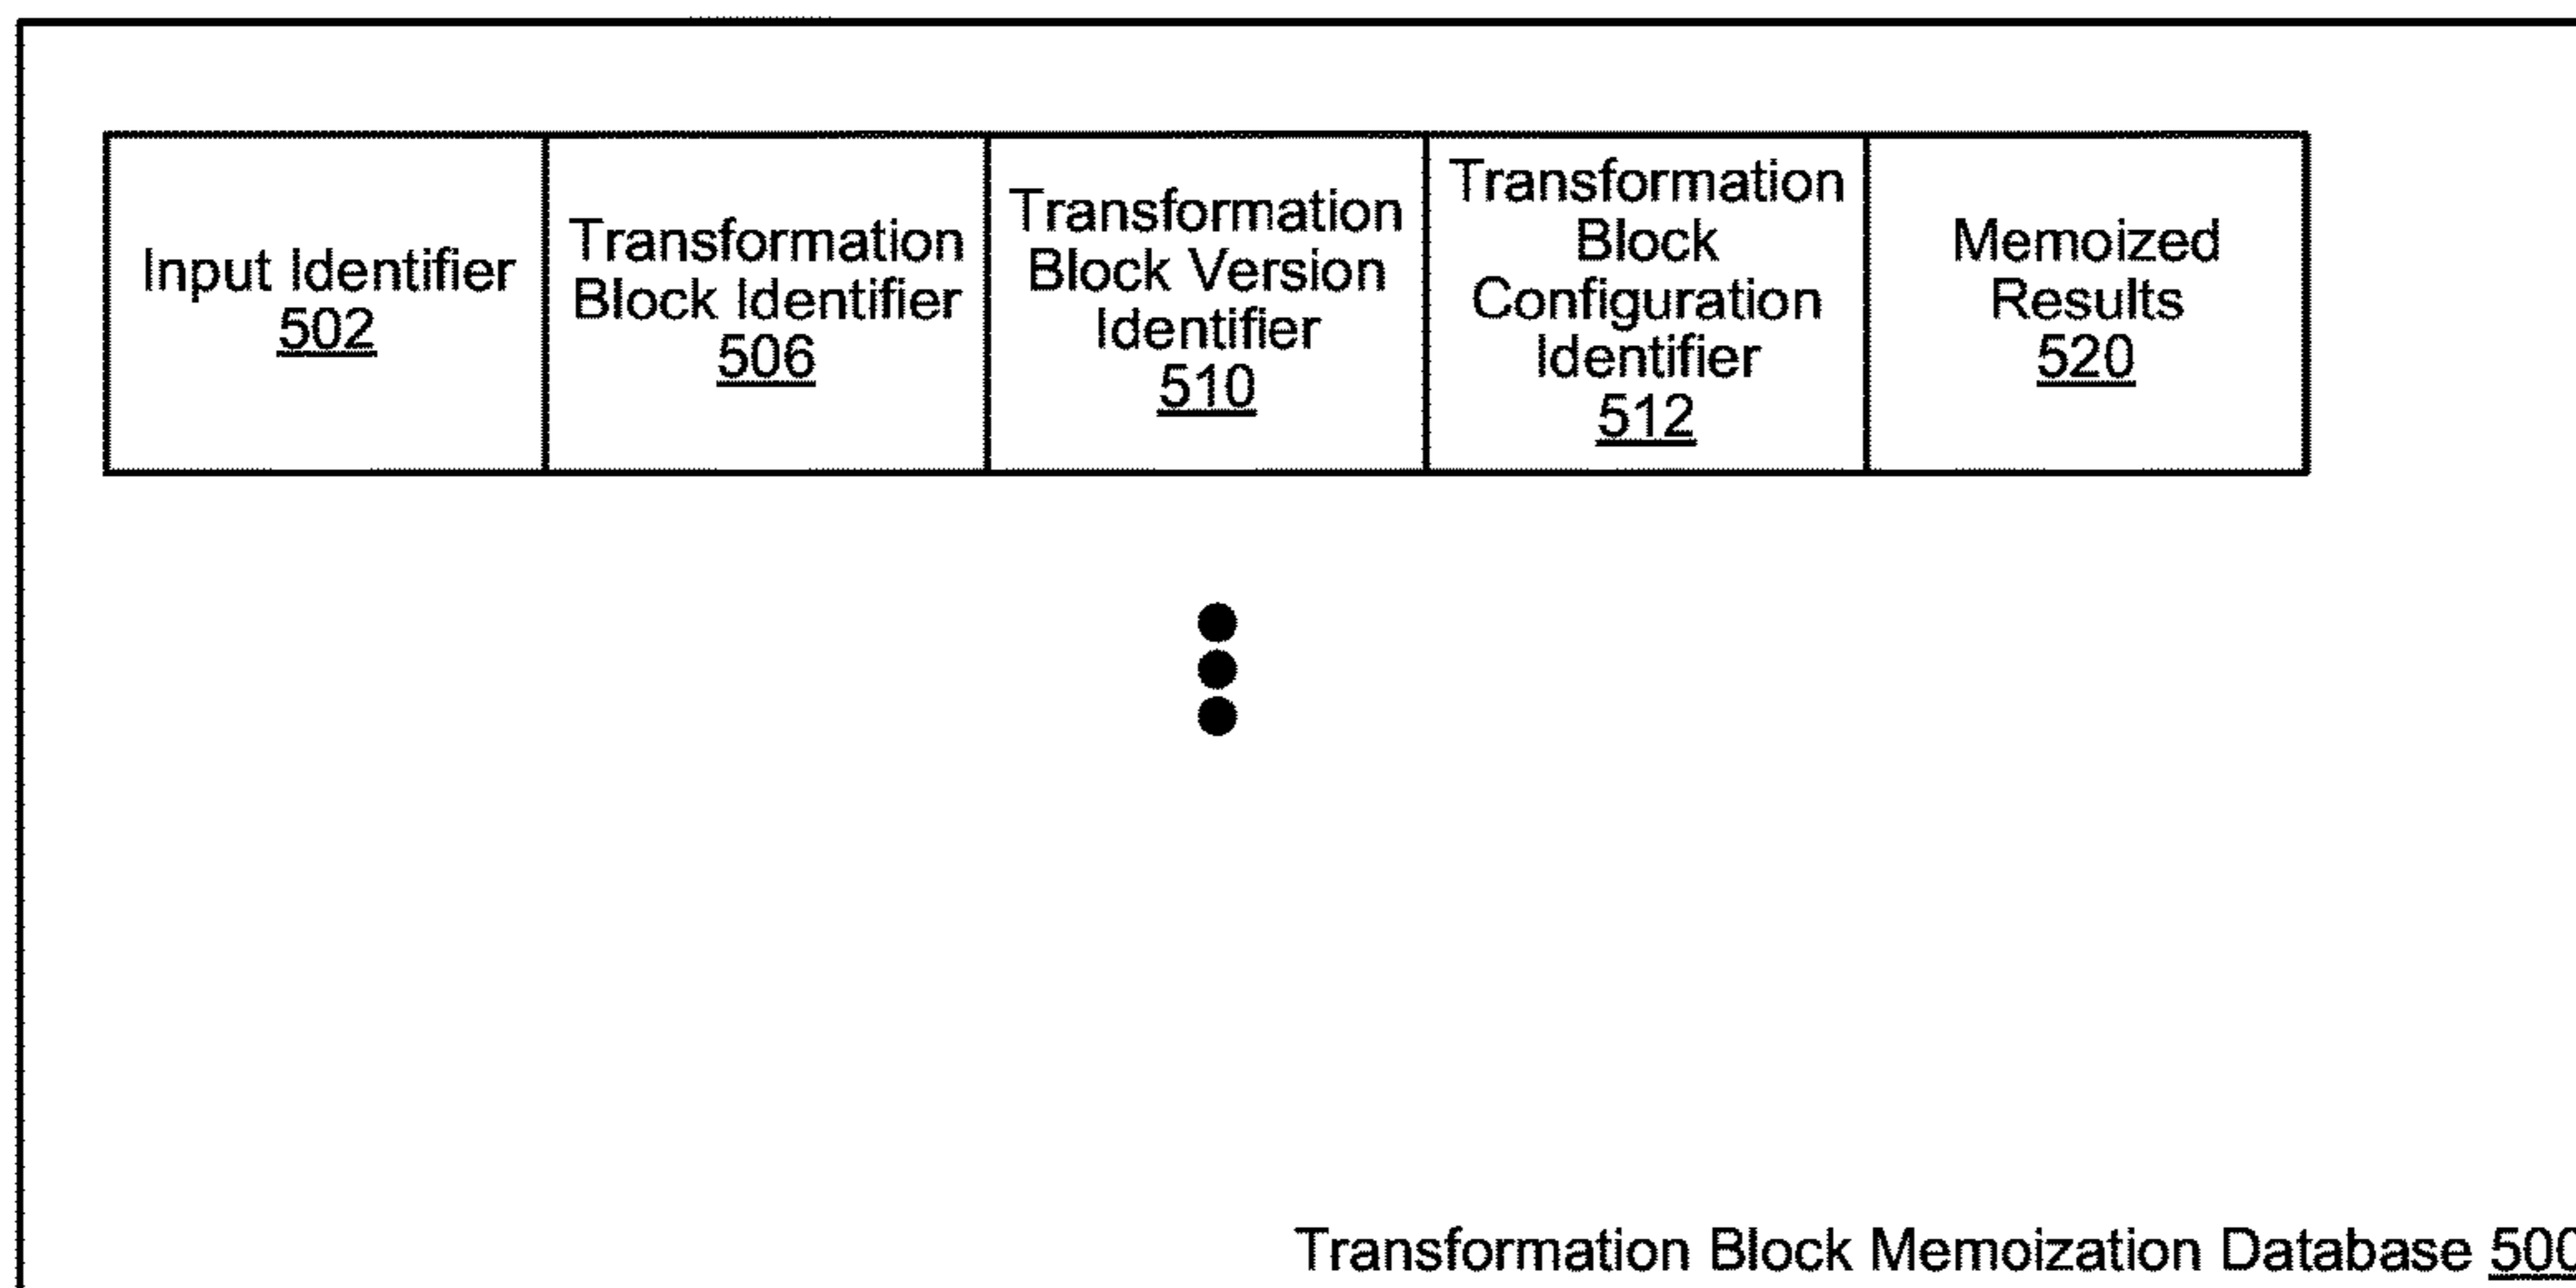 Input Identifier
502
Transformation
Block Identifier
506
Transformation
Block Version
Identifier
510
Transformation
Block
Configuration
Identifier
512
Memoized
Results
520
Transformation Block Memoization Database 500